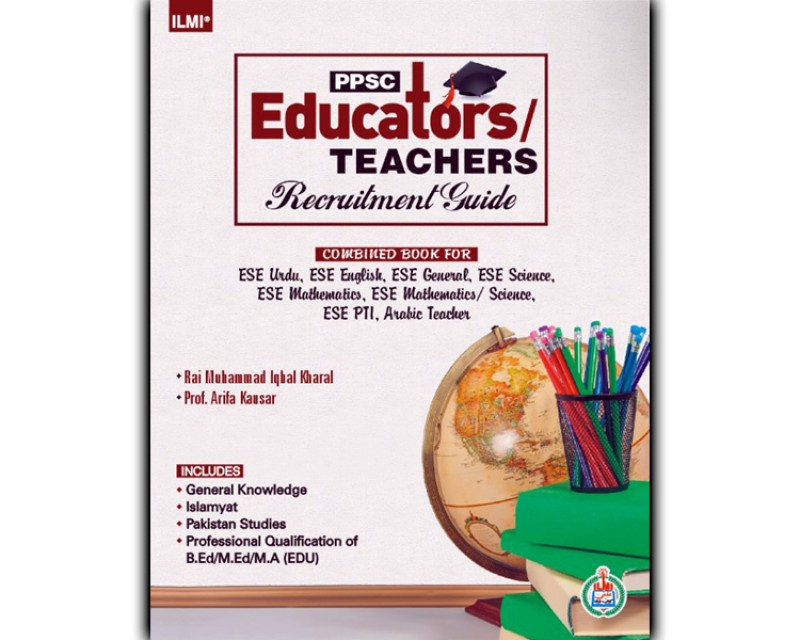 ILMI®
PPSC
Educators/
TEACHERS
Recruitment Guide
COMBINED BOOK FOR
ESE Urdu, ESE English, ESE General, ESE Science,
ESE Mathematics, ESE Mathematics/ Science,
ESE PTI, Arabic Teacher
• Rai Muhammad Iqbal Kharal
• Prof. Arifa Kausar
INCLUDES
General Knowledge
Islamyat
Pakistan Studies
Professional Qualification of
B.Ed/M.Ed/M.A (EDU)
ILMI